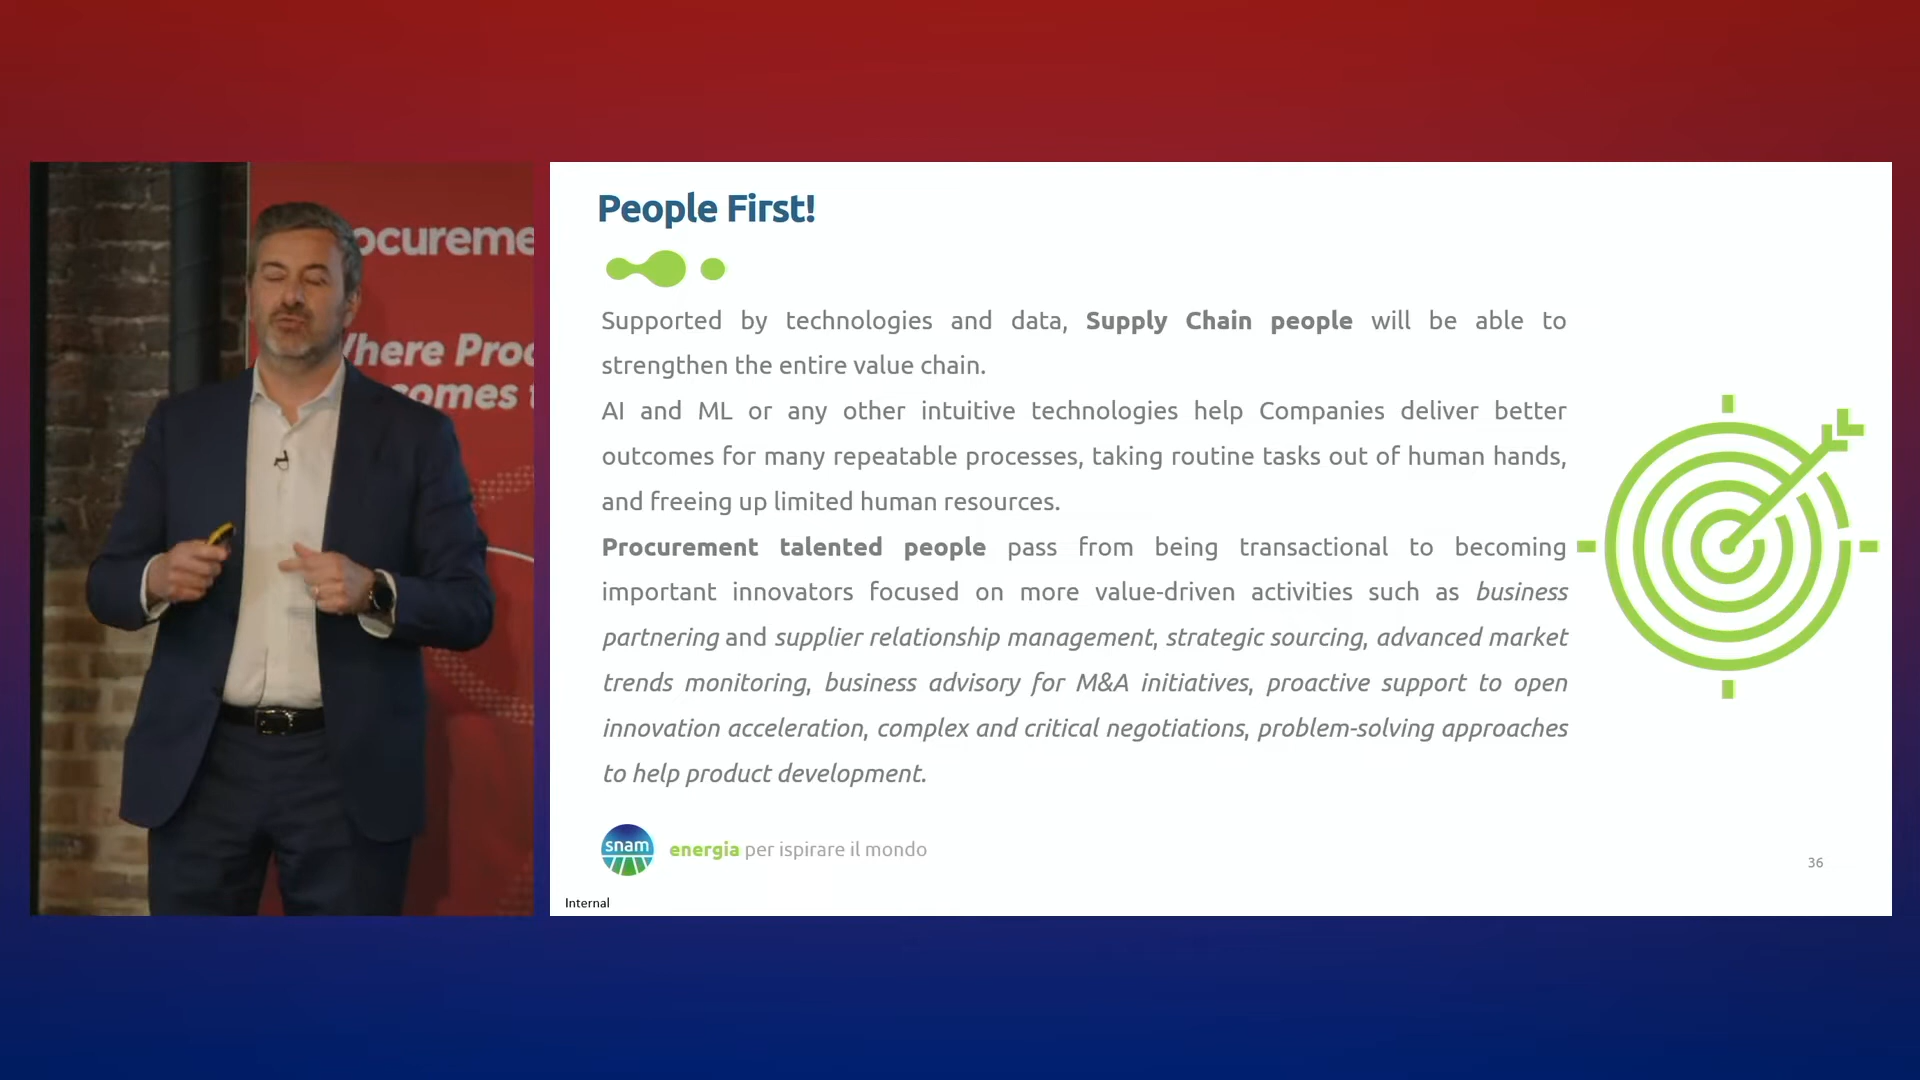 ocureme
here Proc
comes t
People First!
Supported by technologies and data, Supply Chain people will be able to
strengthen the entire value chain.
AI and ML or any other intuitive technologies help Companies deliver better
outcomes for many repeatable processes, taking routine tasks out of human hands,
and freeing up limited human resources.
Procurement talented people pass from being transactional to becoming
important innovators focused on more value-driven activities such as business
partnering and supplier relationship management, strategic sourcing, advanced market
trends monitoring, business advisory for M&A initiatives, proactive support to open
innovation acceleration, complex and critical negotiations, problem-solving approaches
to help product development.
snam
energia per ispirare il mondo
36
Internal